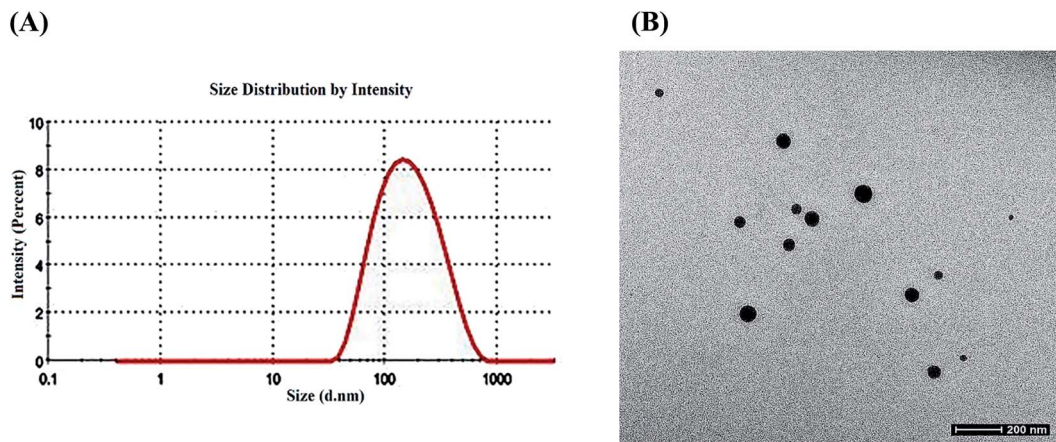 (A)
(B)
Size Distribution by Intensity
Intensity (Percent)
10
8
6
4
2
0
0.1
1
10
100
1000
Size (d.nm)
200 nm